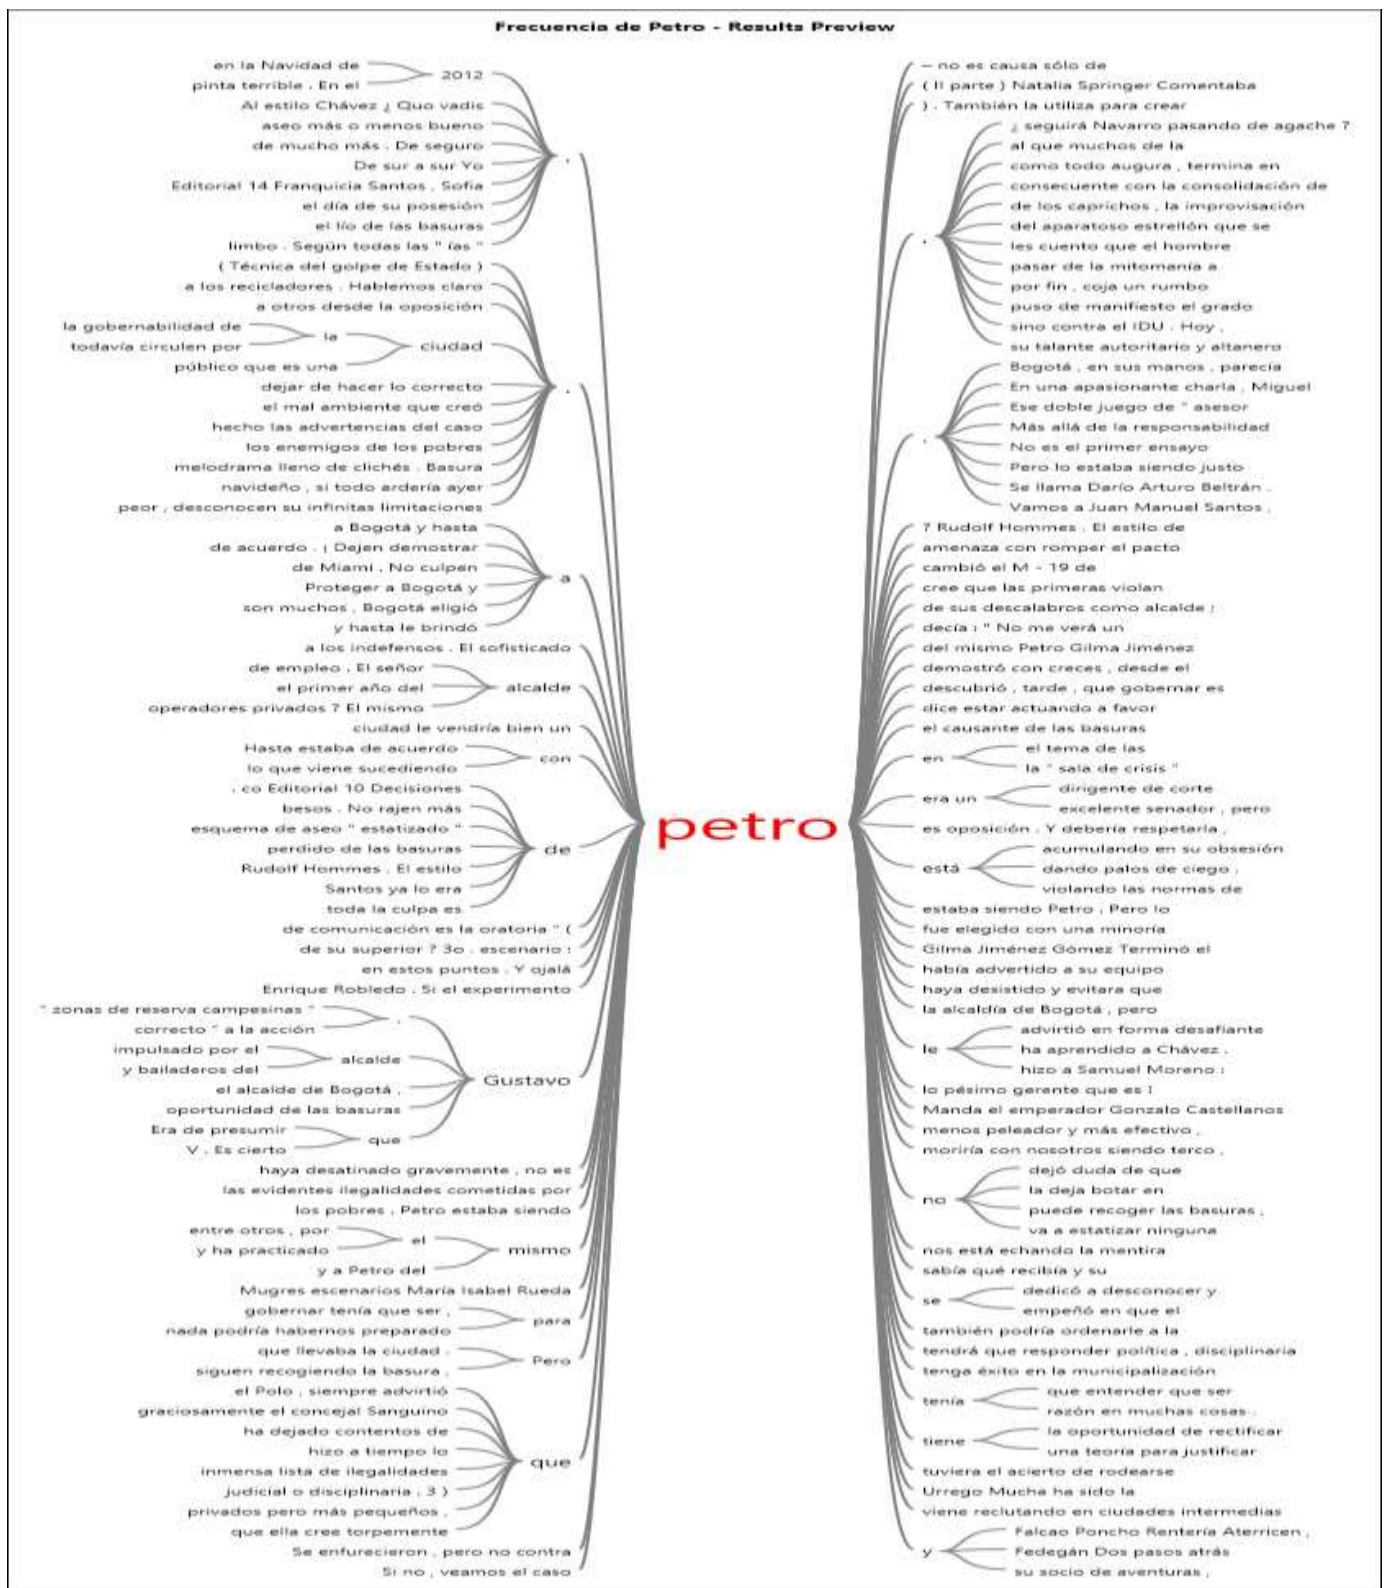 Frecuencia de Petro - Results Preview
en la Navidad de
pinta terrible . En el
2012
Al estilo Chávez ¿ Quo vadis
aseo más o menos bueno
de mucho más . De seguro
De sur a sur Yo
Editorial 14 Franquicia Santos , Sofía
el día de su posesión
el lío de las basuras
limbo . Según todas las " ías "
,
( Técnica del golpe de Estado )
a los recicladores . Hablemos claro
a otros desde la oposición
la gobernabilidad de
todavía circulen por
la
público que es una
ciudad
dejar de hacer lo correcto
el mal ambiente que creó
hecho las advertencias del caso
los enemigos de los pobres
melodrama lleno de clichés . Basura
navideño , si todo ardería ayer
peor , desconocen su infinitas limitaciones
.
a Bogotá y hasta
de acuerdo . ¡ Dejen demostrar
de Miami . No culpen
Proteger a Bogotá y
son muchos , Bogotá eligió
y hasta le brindó
a
a los indefensos . El sofisticado
de empleo . El señor
el primer año del
operadores privados ? El mismo
alcalde
ciudad le vendría bien un
Hasta estaba de acuerdo
lo que viene sucediendo
con
. co Editorial 10 Decisiones
besos . No rajen más
esquema de aseo " estatizado "
perdido de las basuras
Rudolf Hommes . El estilo
Santos ya lo era
toda la culpa es
de
de comunicación es la oratoria " (
de su superior ? 3o . escenario :
en estos puntos . Y ojalá
Enrique Robledo . Si el experimento
" zonas de reserva campesinas "
correcto " a la acción
,
impulsado por el
y bailaderos del
alcalde
el alcalde de Bogotá ,
oportunidad de las basuras
Era de presumir
V . Es cierto
que
Gustavo
haya desatinado gravemente , no es
las evidentes ilegalidades cometidas por
los pobres , Petro estaba siendo
entre otros , por
y ha practicado
el
y a Petro del
mismo
Mugres escenarios María Isabel Rueda
gobernar tenía que ser ,
nada podría habernos preparado
para
que llevaba la ciudad .
siguen recogiendo la basura ,
Pero
el Polo , siempre advirtió
graciosamente el concejal Sanguino
ha dejado contentos de
hizo a tiempo lo
inmensa lista de ilegalidades
judicial o disciplinaria , 3 )
privados pero más pequeños ,
que ella cree torpemente
que
Se enfurecieron , pero no contra
Si no , veamos el caso
petro
— no es causa sólo de
( II parte ) Natalia Springer Comentaba
) . También la utiliza para crear
,
¿ seguirá Navarro pasando de agache ?
al que muchos de la
como todo augura , termina en
consecuente con la consolidación de
de los caprichos , la improvisación
del aparatoso estrellón que se
les cuento que el hombre
pasar de la mitomanía a
por fin , coja un rumbo
puso de manifiesto el grado
sino contra el IDU . Hoy ,
su talante autoritario y altanero
.
Bogotá , en sus manos , parecía
En una apasionante charla , Miguel
Ese doble juego de " asesor
Más allá de la responsabilidad
No es el primer ensayo
Pero lo estaba siendo justo
Se llama Darío Arturo Beltrán .
Vamos a Juan Manuel Santos ,
? Rudolf Hommes . El estilo de
amenaza con romper el pacto
cambió el M - 19 de
cree que las primeras violan
de sus descalabros como alcalde ;
decía : " No me verá un
del mismo Petro Gilma Jiménez
demostró con creces , desde el
descubrió , tarde , que gobernar es
dice estar actuando a favor
el causante de las basuras
en
el tema de las
la " sala de crisis "
era un
dirigente de corte
excelente senador , pero
es oposición . Y debería respetarla ,
está
acumulando en su obsesión
dando palos de ciego ,
violando las normas de
estaba siendo Petro . Pero lo
fue elegido con una minoría
Gilma Jiménez Gómez Terminó el
había advertido a su equipo
haya desistido y evitara que
la alcaldía de Bogotá , pero
le
advirtió en forma desafiante
ha aprendido a Chávez .
hizo a Samuel Moreno :
lo pésimo gerente que es !
Manda el emperador Gonzalo Castellanos
menos peleador y más efectivo ,
moriría con nosotros siendo terco ,
no
dejó duda de que
la deja botar en
puede recoger las basuras ,
va a estatizar ninguna
nos está echando la mentira
sabía qué recibía y su
se
dedicó a desconocer y
empeñó en que el
también podría ordenarle a la
tendrá que responder política , disciplinaria
tenga éxito en la municipalización
tenía
que entender que ser
razón en muchas cosas .
tiene
la oportunidad de rectificar
una teoría para justificar
tuviera el acierto de rodearse
Urrego Mucha ha sido la
viene reclutando en ciudades intermedias
y
Falcao Poncho Rentería Aterricen ,
Fedegán Dos pasos atrás
su socio de aventuras ,